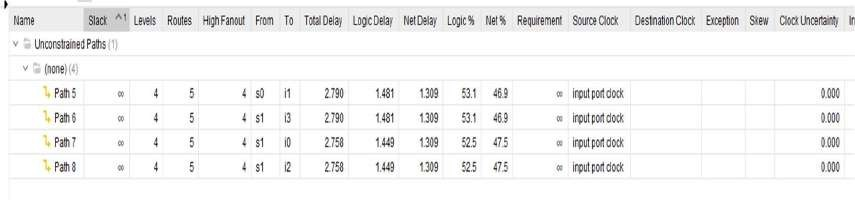 Name Slack ^1 Levels Routes High Fanout From To Total Delay Logic Delay Net Delay Logic % Net % Requirement Source Clock Destination Clock Exception Skew Clock Uncertainty In
Unconstrained Paths (1)
(none) (4)
Path 5 ∞ 4 5 4 s0 i1 2.790 1.481 1.309 53.1 46.9 ∞ input port clock 0.000
Path 6 ∞ 4 5 4 s1 i3 2.790 1.481 1.309 53.1 46.9 ∞ input port clock 0.000
Path 7 ∞ 4 5 4 s1 i0 2.758 1.449 1.309 52.5 47.5 ∞ input port clock 0.000
Path 8 ∞ 4 5 4 s1 i2 2.758 1.449 1.309 52.5 47.5 ∞ input port clock 0.000